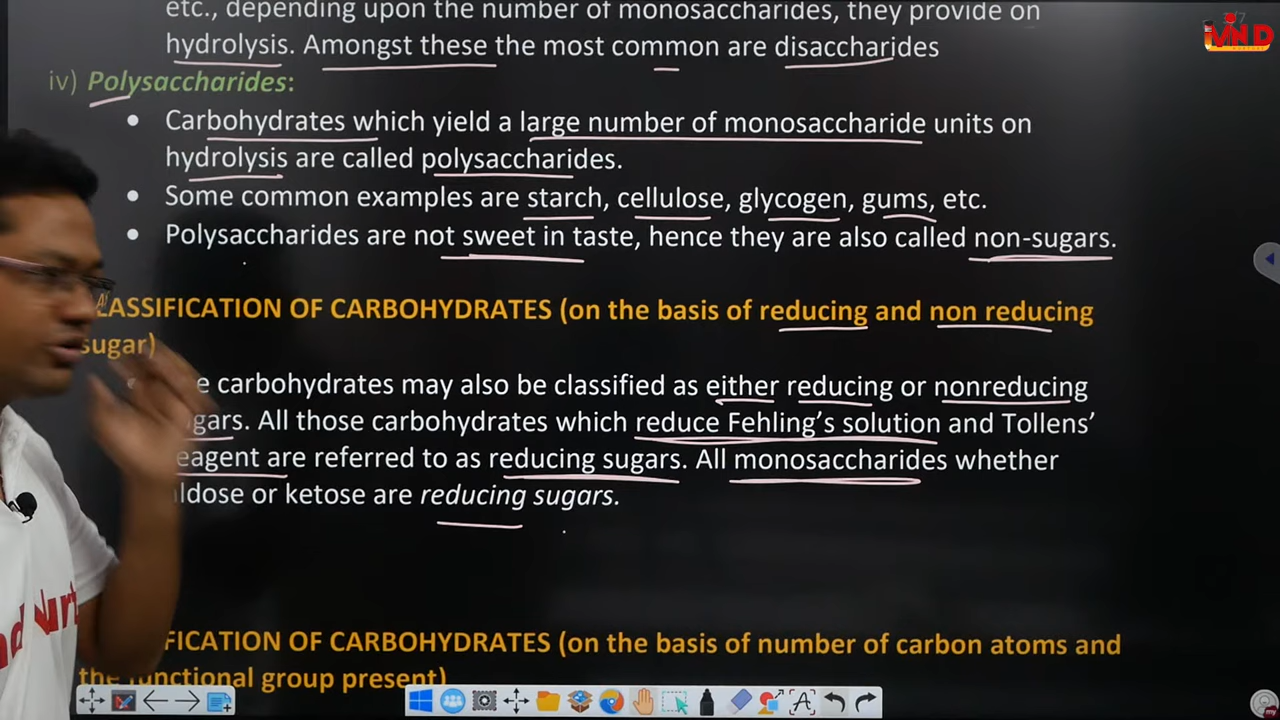 etc., depending upon the number of monosaccharides, they provide on
hydrolysis. Amongst these the most common are disaccharides
iv) Polysaccharides:
• Carbohydrates which yield a large number of monosaccharide units on
hydrolysis are called polysaccharides.
• Some common examples are starch, cellulose, glycogen, gums, etc.
• Polysaccharides are not sweet in taste, hence they are also called non-sugars.
LASSIFICATION OF CARBOHYDRATES (on the basis of reducing and non reducing
sugar)
e carbohydrates may also be classified as either reducing or nonreducing
gars. All those carbohydrates which reduce Fehling's solution and Tollens'
eagent are referred to as reducing sugars. All monosaccharides whether
ldose or ketose are reducing sugars.
FICATION OF CARBOHYDRATES (on the basis of number of carbon atoms and
the functional group present)